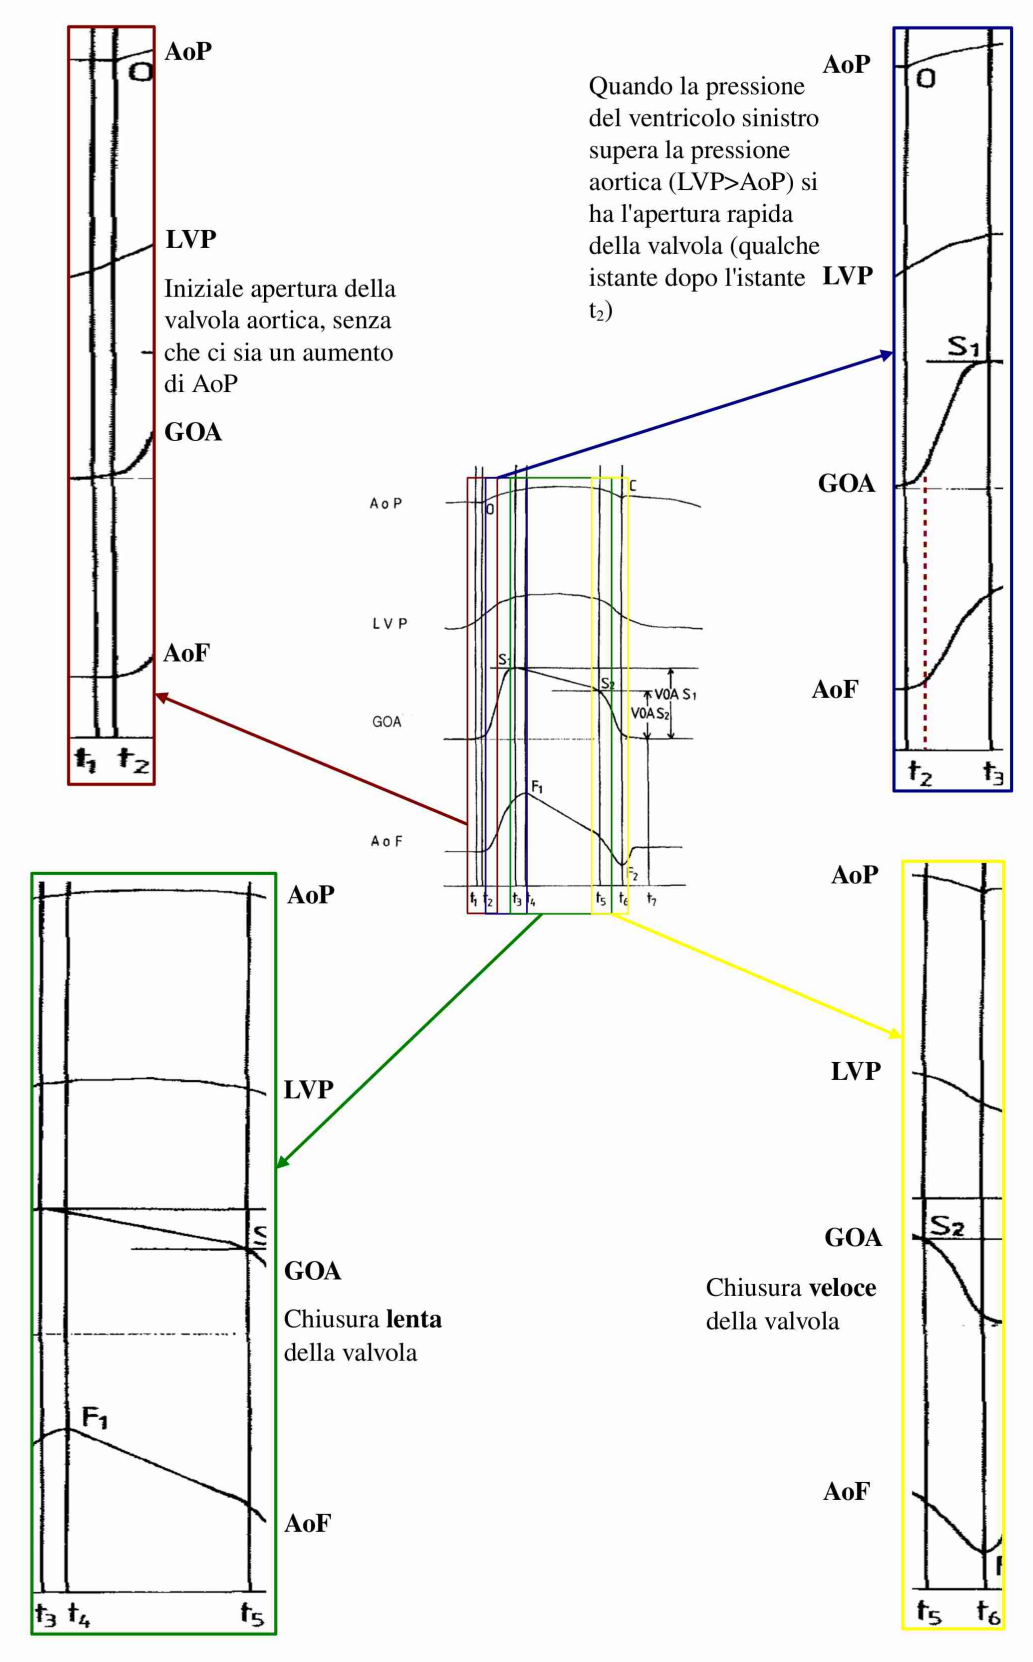 AoP
O
LVP
Iniziale apertura della
valvola aortica, senza
che ci sia un aumento
di AoP
GOA
AoF
t1 t2
Quando la pressione
del ventricolo sinistro
supera la pressione
aortica (LVP>AoP) si
ha l'apertura rapida
della valvola (qualche
istante dopo l'istante
t2)
AoP
O
LVP
S1
GOA
AoF
t2 t3
AoP
O
C
LVP
S1
S2
VOA S1
VOA S2
GOA
F1
AoF
F2
t1 t2 t3 t4 t5 t6 t7
AoP
LVP
GOA
Chiusura lenta
della valvola
F1
AoF
t3 t4 t5
AoP
LVP
S2
GOA
Chiusura veloce
della valvola
AoF
t5 t6